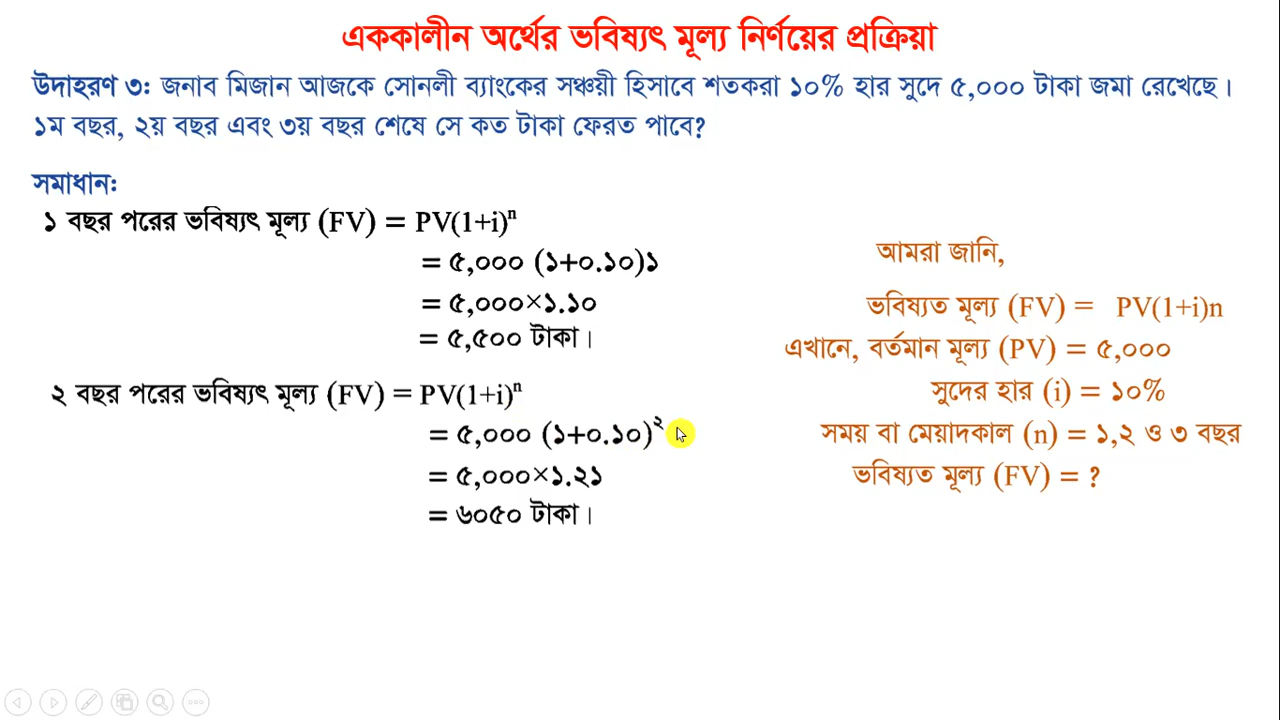 এককালীন অর্থের ভবিষ্যৎ মূল্য নির্ণয়ের প্রক্রিয়া
উদাহরণ ৩: জনাব মিজান আজকে সোনলী ব্যাংকের সঞ্চয়ী হিসাবে শতকরা ১০% হার সুদে ৫,০০০ টাকা জমা রেখেছে।
১ম বছর, ২য় বছর এবং ৩য় বছর শেষে সে কত টাকা ফেরত পাবে?
সমাধান:
১ বছর পরের ভবিষ্যৎ মূল্য (FV) = PV(1+i)ⁿ
= ৫,০০০ (১+০.১০)১
= ৫,০০০×১.১০
= ৫,৫০০ টাকা।
২ বছর পরের ভবিষ্যৎ মূল্য (FV) = PV(1+i)ⁿ
= ৫,০০০ (১+০.১০)^২
= ৫,০০০×১.২১
= ৬০৫০ টাকা।
আমরা জানি,
ভবিষ্যত মূল্য (FV) = PV(1+i)n
এখানে, বর্তমান মূল্য (PV) = ৫,০০০
সুদের হার (i) = ১০%
সময় বা মেয়াদকাল (n) = ১,২ ও ৩ বছর
ভবিষ্যত মূল্য (FV) = ?